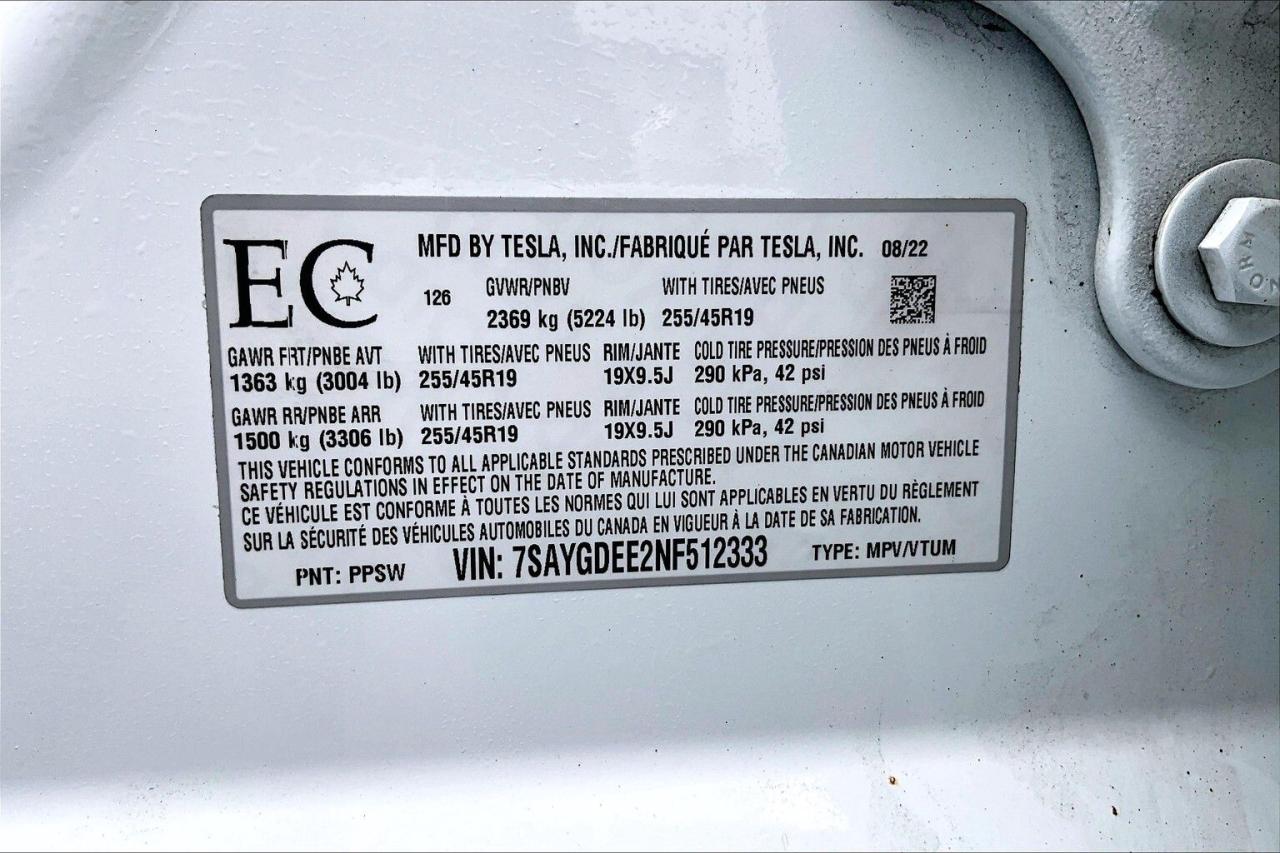 EC
MFD BY TESLA, INC./FABRIQUÉ PAR TESLA, INC. 08/22
126 GVWR/PNBV WITH TIRES/AVEC PNEUS
2369 kg (5224 lb) 255/45R19
GAWR FRT/PNBE AVT WITH TIRES/AVEC PNEUS RIM/JANTE COLD TIRE PRESSURE/PRESSION DES PNEUS À FROID
1363 kg (3004 lb) 255/45R19 19X9.5J 290 kPa, 42 psi
GAWR RR/PNBE ARR WITH TIRES/AVEC PNEUS RIM/JANTE COLD TIRE PRESSURE/PRESSION DES PNEUS À FROID
1500 kg (3306 lb) 255/45R19 19X9.5J 290 kPa, 42 psi
THIS VEHICLE CONFORMS TO ALL APPLICABLE STANDARDS PRESCRIBED UNDER THE CANADIAN MOTOR VEHICLE
SAFETY REGULATIONS IN EFFECT ON THE DATE OF MANUFACTURE.
CE VÉHICULE EST CONFORME À TOUTES LES NORMES QUI LUI SONT APPLICABLES EN VERTU DU RÈGLEMENT
SUR LA SÉCURITÉ DES VÉHICULES AUTOMOBILES DU CANADA EN VIGUEUR À LA DATE DE SA FABRICATION.
PNT: PPSW VIN: 7SAYGDEE2NF512333 TYPE: MPV/VTUM